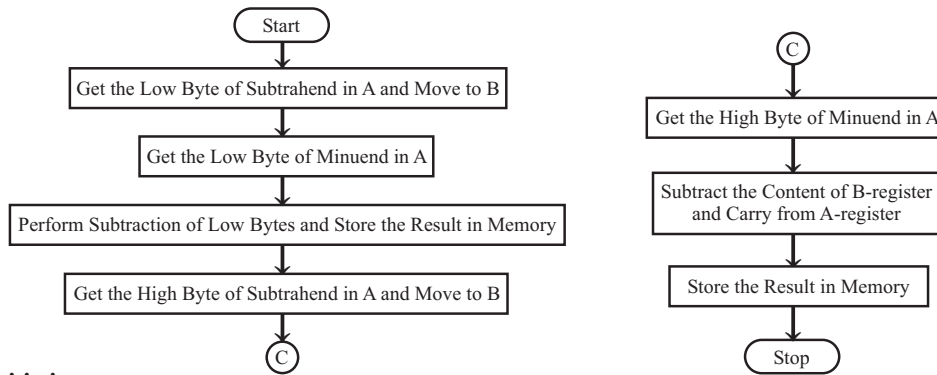 Start
Get the Low Byte of Subtrahend in A and Move to B
Get the Low Byte of Minuend in A
Perform Subtraction of Low Bytes and Store the Result in Memory
Get the High Byte of Subtrahend in A and Move to B
C
C
Get the High Byte of Minuend in A
Subtract the Content of B-register
and Carry from A-register
Store the Result in Memory
Stop